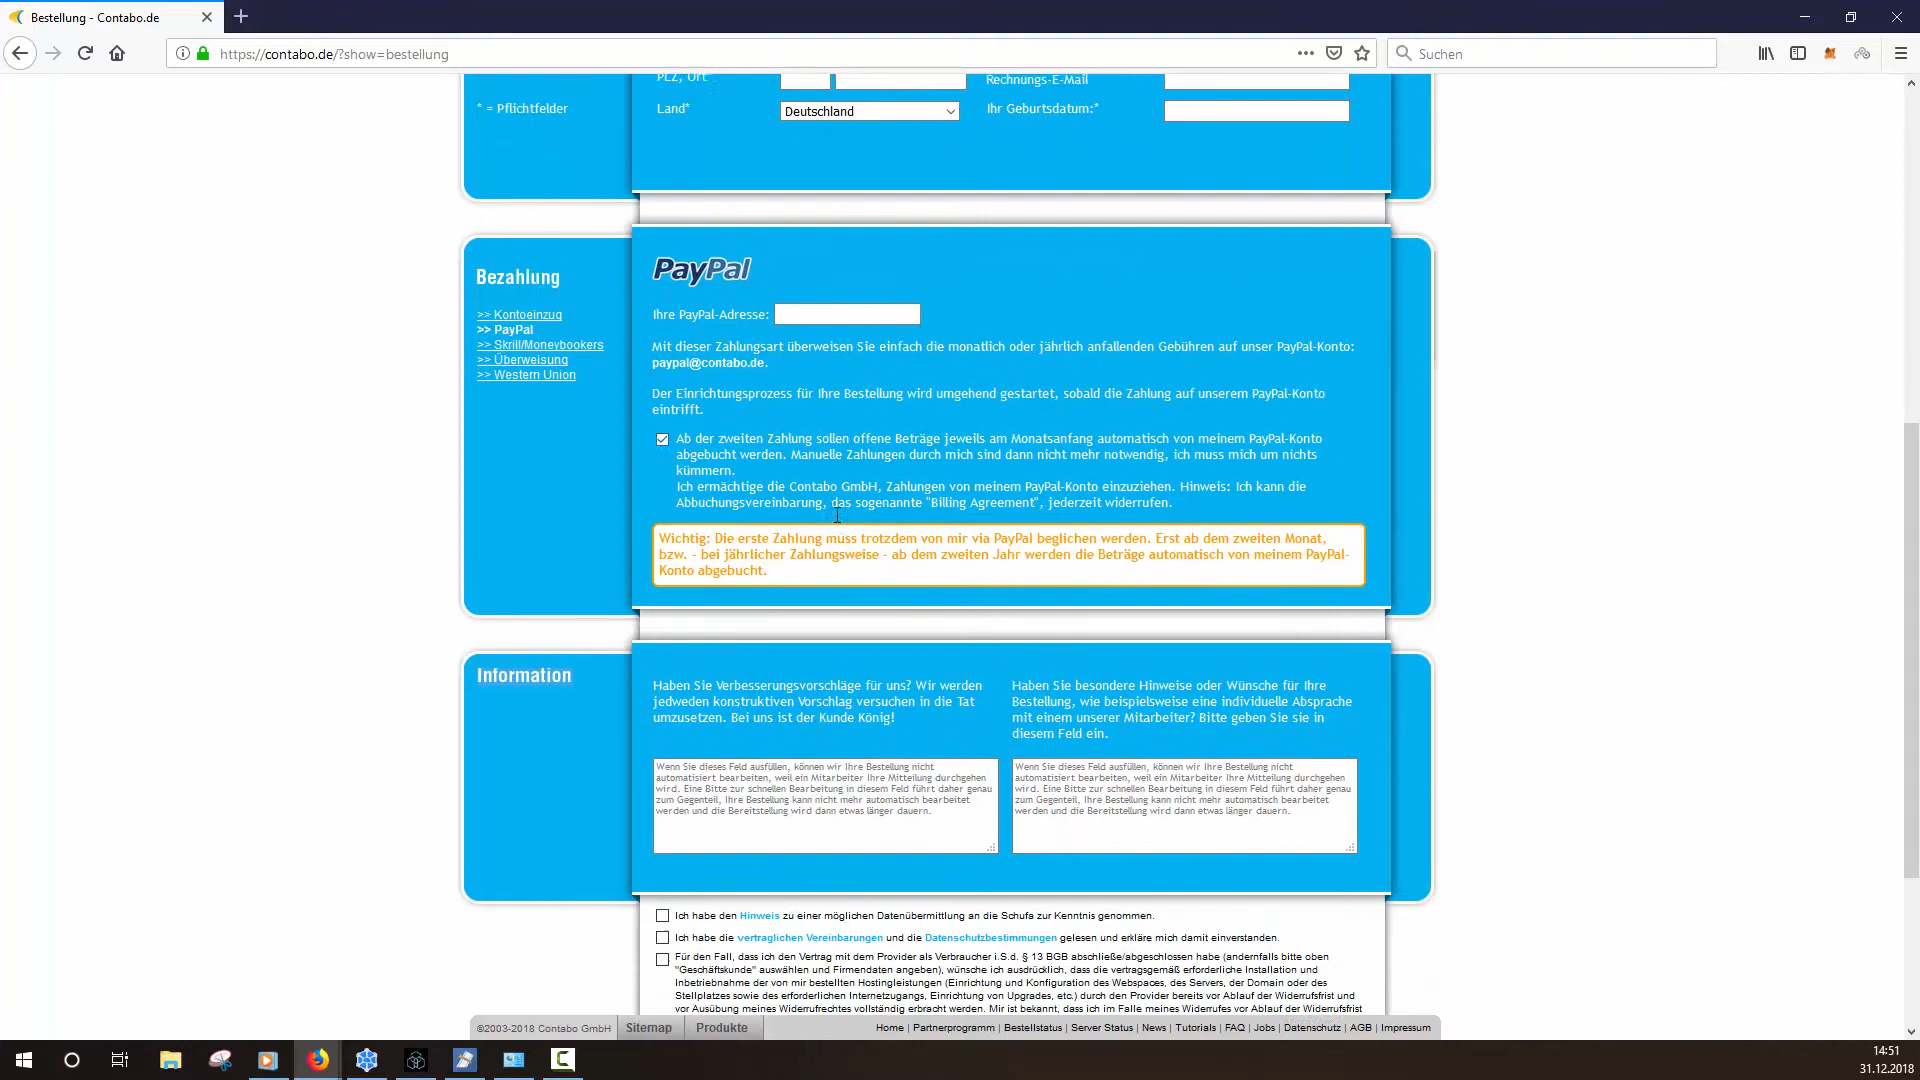 Bestellung - Contabo.de
https://contabo.de/?show=bestellung
Suchen
PLZ, Ort*
Rechnungs-E-Mail
* = Pflichtfelder
Land*
Deutschland
Ihr Geburtsdatum:*
Bezahlung
>> Kontoeinzug
>> PayPal
>> Skrill/Moneybookers
>> Überweisung
>> Western Union
PayPal
Ihre PayPal-Adresse:
Mit dieser Zahlungsart überweisen Sie einfach die monatlich oder jährlich anfallenden Gebühren auf unser PayPal-Konto:
paypal@contabo.de.
Der Einrichtungsprozess für Ihre Bestellung wird umgehend gestartet, sobald die Zahlung auf unserem PayPal-Konto
eintrifft.
Ab der zweiten Zahlung sollen offene Beträge jeweils am Monatsanfang automatisch von meinem PayPal-Konto
abgebucht werden. Manuelle Zahlungen durch mich sind dann nicht mehr notwendig, ich muss mich um nichts
kümmern.
Ich ermächtige die Contabo GmbH, Zahlungen von meinem PayPal-Konto einzuziehen. Hinweis: Ich kann die
Abbuchungsvereinbarung, das sogenannte "Billing Agreement", jederzeit widerrufen.
Wichtig: Die erste Zahlung muss trotzdem von mir via PayPal beglichen werden. Erst ab dem zweiten Monat,
bzw. - bei jährlicher Zahlungsweise - ab dem zweiten Jahr werden die Beträge automatisch von meinem PayPal-
Konto abgebucht.
Information
Haben Sie Verbesserungsvorschläge für uns? Wir werden
jedweden konstruktiven Vorschlag versuchen in die Tat
umzusetzen. Bei uns ist der Kunde König!
Wenn Sie dieses Feld ausfüllen, können wir Ihre Bestellung nicht
automatisiert bearbeiten, weil ein Mitarbeiter Ihre Mitteilung durchgehen
wird. Eine Bitte zur schnellen Bearbeitung in diesem Feld führt daher genau
zum Gegenteil, Ihre Bestellung kann nicht mehr automatisch bearbeitet
werden und die Bereitstellung wird dann etwas länger dauern.
Haben Sie besondere Hinweise oder Wünsche für Ihre
Bestellung, wie beispielsweise eine individuelle Absprache
mit einem unserer Mitarbeiter? Bitte geben Sie sie in
diesem Feld ein.
Wenn Sie dieses Feld ausfüllen, können wir Ihre Bestellung nicht
automatisiert bearbeiten, weil ein Mitarbeiter Ihre Mitteilung durchgehen
wird. Eine Bitte zur schnellen Bearbeitung in diesem Feld führt daher genau
zum Gegenteil, Ihre Bestellung kann nicht mehr automatisch bearbeitet
werden und die Bereitstellung wird dann etwas länger dauern.
Ich habe den Hinweis zu einer möglichen Datenübermittlung an die Schufa zur Kenntnis genommen.
Ich habe die vertraglichen Vereinbarungen und die Datenschutzbestimmungen gelesen und erkläre mich damit einverstanden.
Für den Fall, dass ich den Vertrag mit dem Provider als Verbraucher i.S.d. § 13 BGB abschließe/abgeschlossen habe (andernfalls bitte oben
"Geschäftskunde" auswählen und Firmendaten angeben), wünsche ich ausdrücklich, dass die vertragsgemäß erforderliche Installation und
Inbetriebnahme der von mir bestellten Hostingleistungen (Einrichtung und Konfiguration des Webspaces, des Servers, der Domain oder des
Stellplatzes sowie des erforderlichen Internetzugangs, Einrichtung von Upgrades, etc.) durch den Provider bereits vor Ablauf der Widerrufsfrist und
vor Ausübung meines Widerrufrechtes vollständig erbracht werden. Mir ist bekannt, dass ich im Falle meines Widerrufes vor Ablauf der Widerrufsfrist
©2003-2018 Contabo GmbH
Sitemap
Produkte
Home | Partnerprogramm | Bestellstatus | Server Status | News | Tutorials | FAQ | Jobs | Datenschutz | AGB | Impressum
14:51
31.12.2018